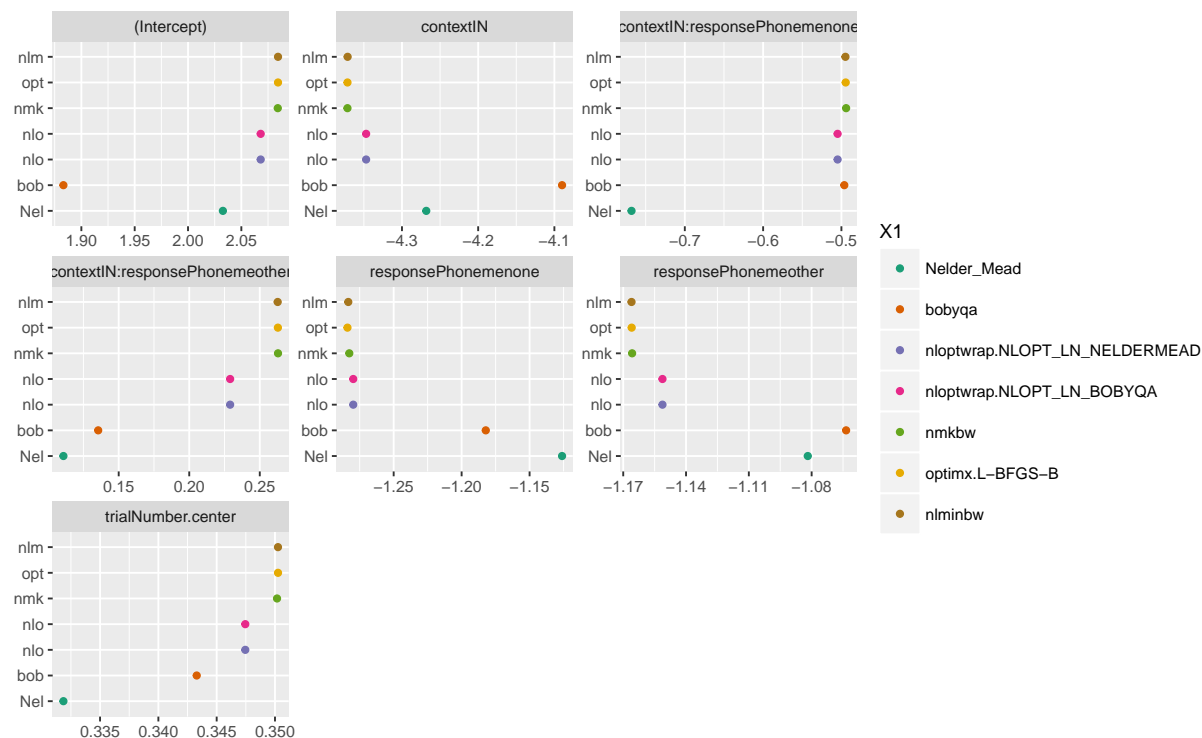 (Intercept)
contextIN
contextIN:responsePhonemenone
nlm
opt
nmk
nlo
nlo
bob
Nel
1.90 1.95 2.00 2.05
nlm
opt
nmk
nlo
nlo
bob
Nel
−4.3 −4.2 −4.1
nlm
opt
nmk
nlo
nlo
bob
Nel
−0.7 −0.6 −0.5
contextIN:responsePhonemeother
responsePhonemenone
responsePhonemeother
nlm
opt
nmk
nlo
nlo
bob
Nel
0.15 0.20 0.25
nlm
opt
nmk
nlo
nlo
bob
Nel
−1.25 −1.20 −1.15
nlm
opt
nmk
nlo
nlo
bob
Nel
−1.17 −1.14 −1.11 −1.08
trialNumber.center
nlm
opt
nmk
nlo
nlo
bob
Nel
0.335 0.340 0.345 0.350
X1
Nelder_Mead
bobyqa
nloptwrap.NLOPT_LN_NELDERMEAD
nloptwrap.NLOPT_LN_BOBYQA
nmkbw
optimx.L−BFGS−B
nlminbw